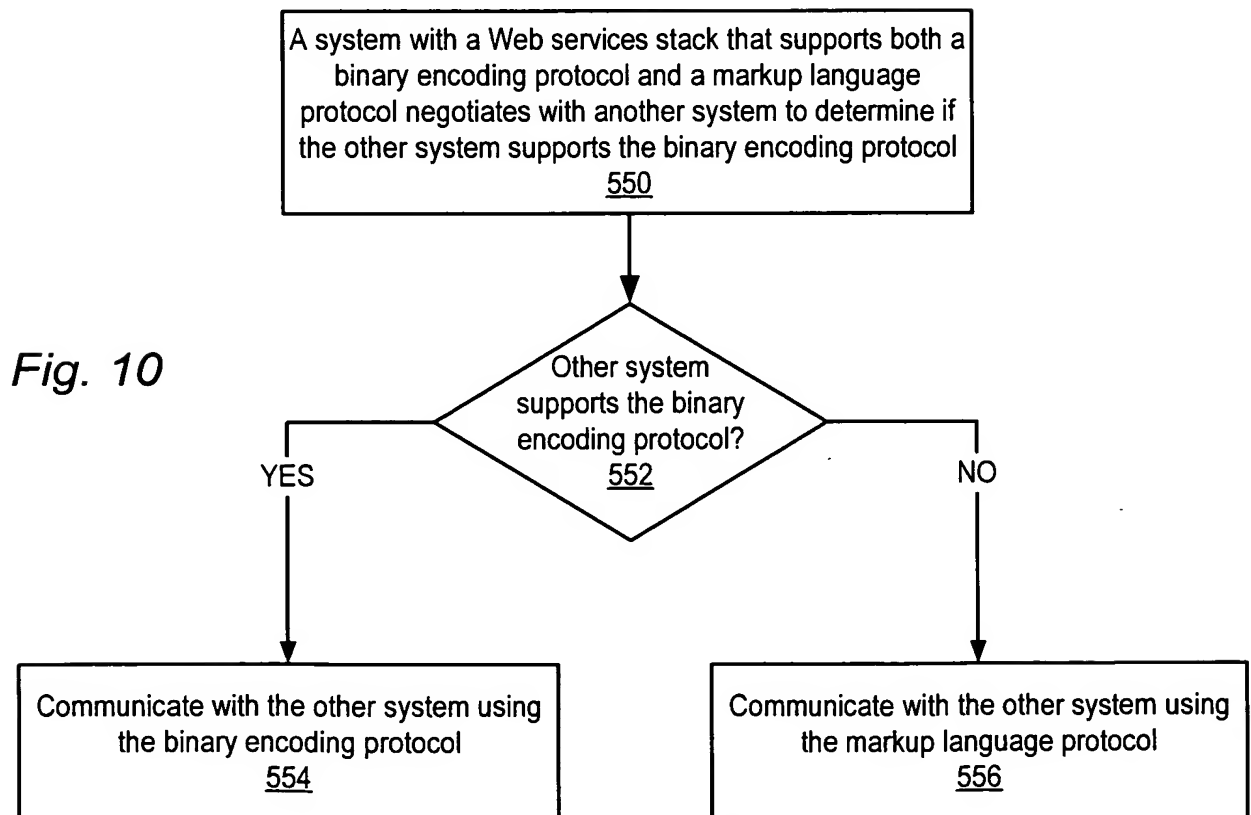 A system with a Web services stack that supports both a
binary encoding protocol and a markup language
protocol negotiates with another system to determine if
the other system supports the binary encoding protocol
550
Fig. 10
Other system
supports the binary
encoding protocol?
552
YES
NO
Communicate with the other system using
the binary encoding protocol
554
Communicate with the other system using
the markup language protocol
556